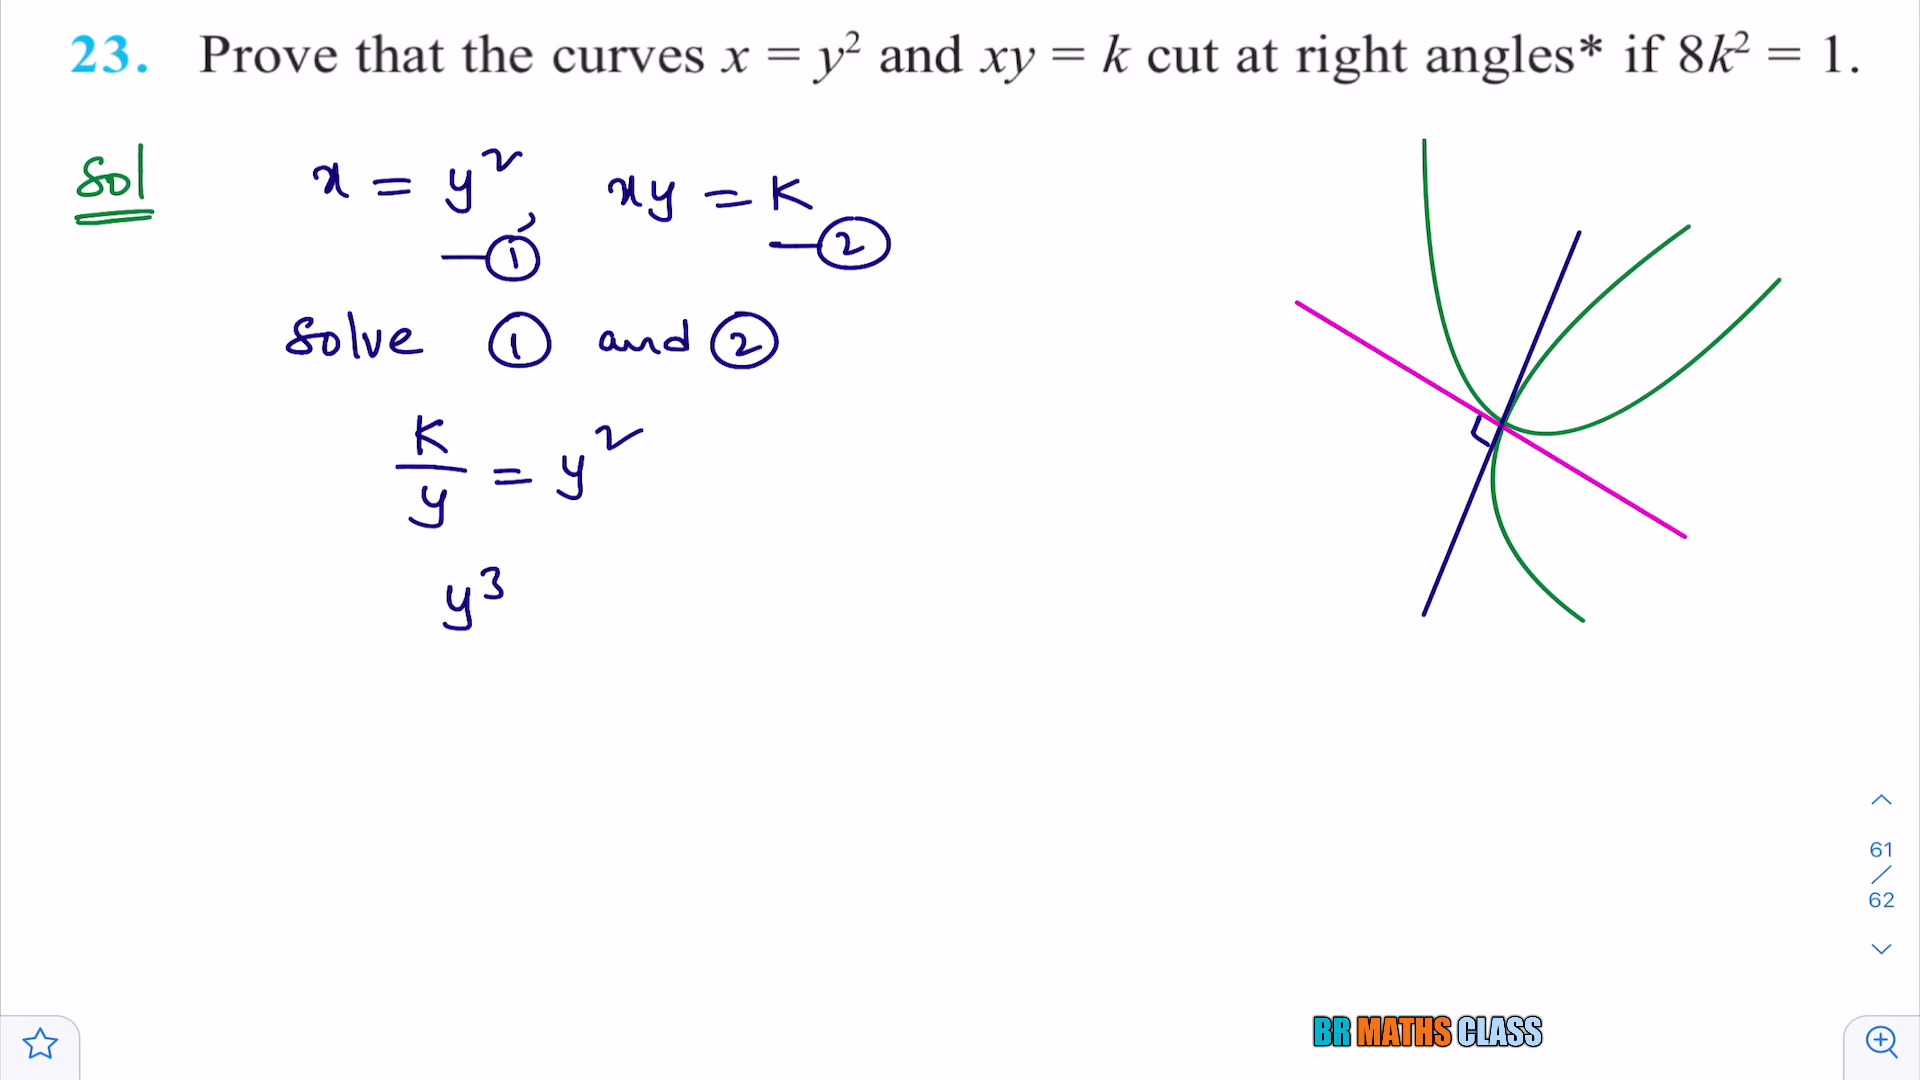 23. Prove that the curves x = y² and xy = k cut at right angles* if 8k² = 1.
Sol
x = y², xy = K
—① —②
Solve ① and ②
K/y = y²
y³
61
/
62
BR MATHS CLASS